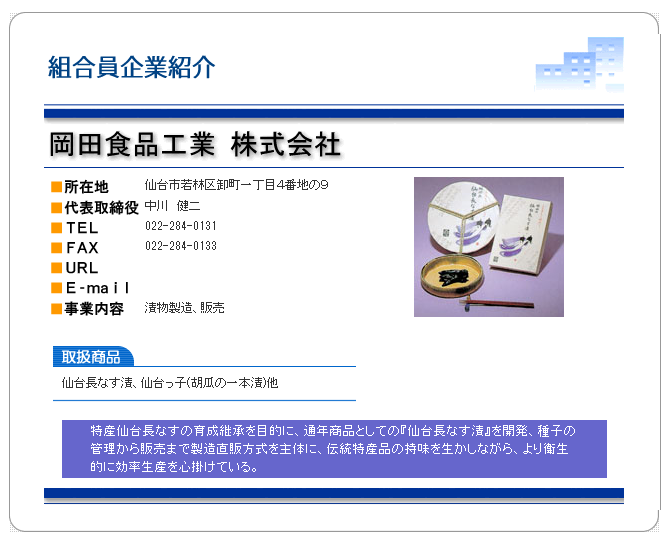 組合員企業紹介
岡田食品工業 株式会社
■所在地 仙台市若林区卸町一丁目4番地の9
■代表取締役 中川 健二
■ＴＥＬ 022-284-0131
■ＦＡＸ 022-284-0133
■ＵＲＬ
■Ｅ-ｍａｉｌ
■事業内容 漬物製造、販売
取扱商品
仙台長なす漬、仙台っ子(胡瓜の一本漬)他
特産仙台長なすの育成継承を目的に、通年商品としての『仙台長なす漬』を開発、種子の
管理から販売まで製造直販方式を主体に、伝統特産品の持味を生かしながら、より衛生
的に効率生産を心掛けている。